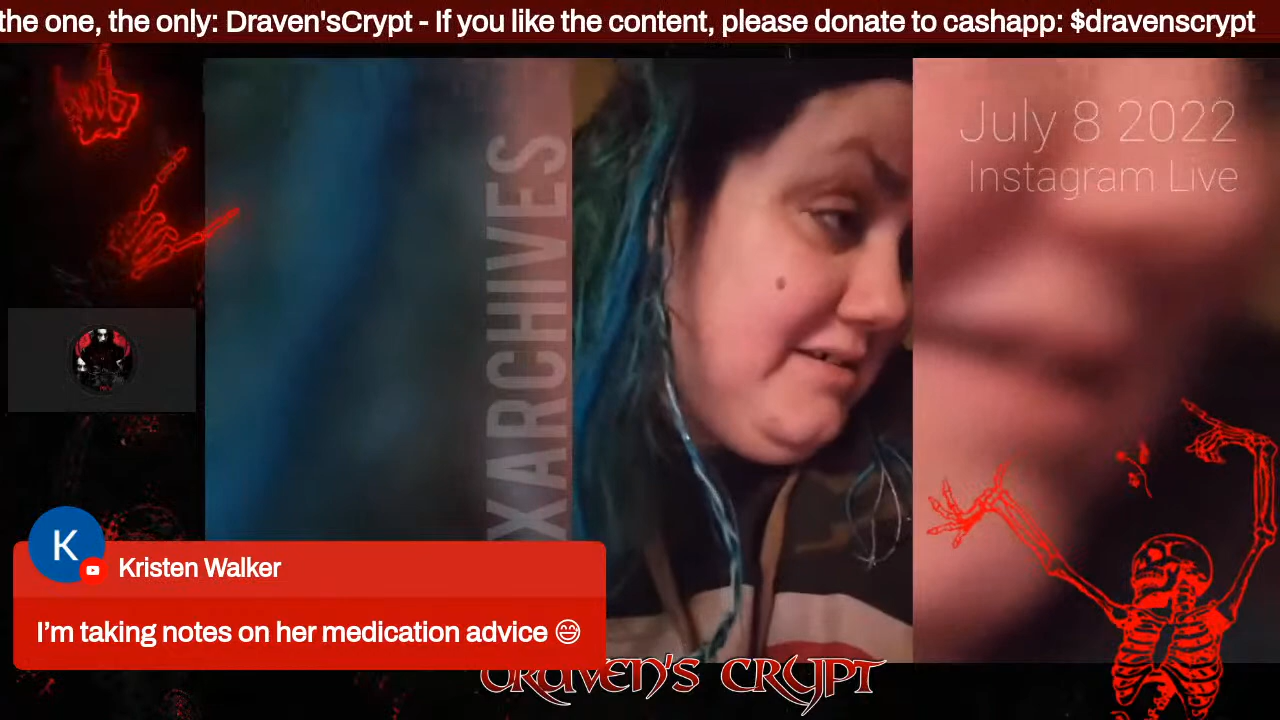 the one, the only: Draven'sCrypt - If you like the content, please donate to cashapp: $dravenscrypt
July 8 2022
Instagram Live
XARCHIVES
Kristen Walker
I’m taking notes on her medication advice 😅
DRAVEN'S CRYPT